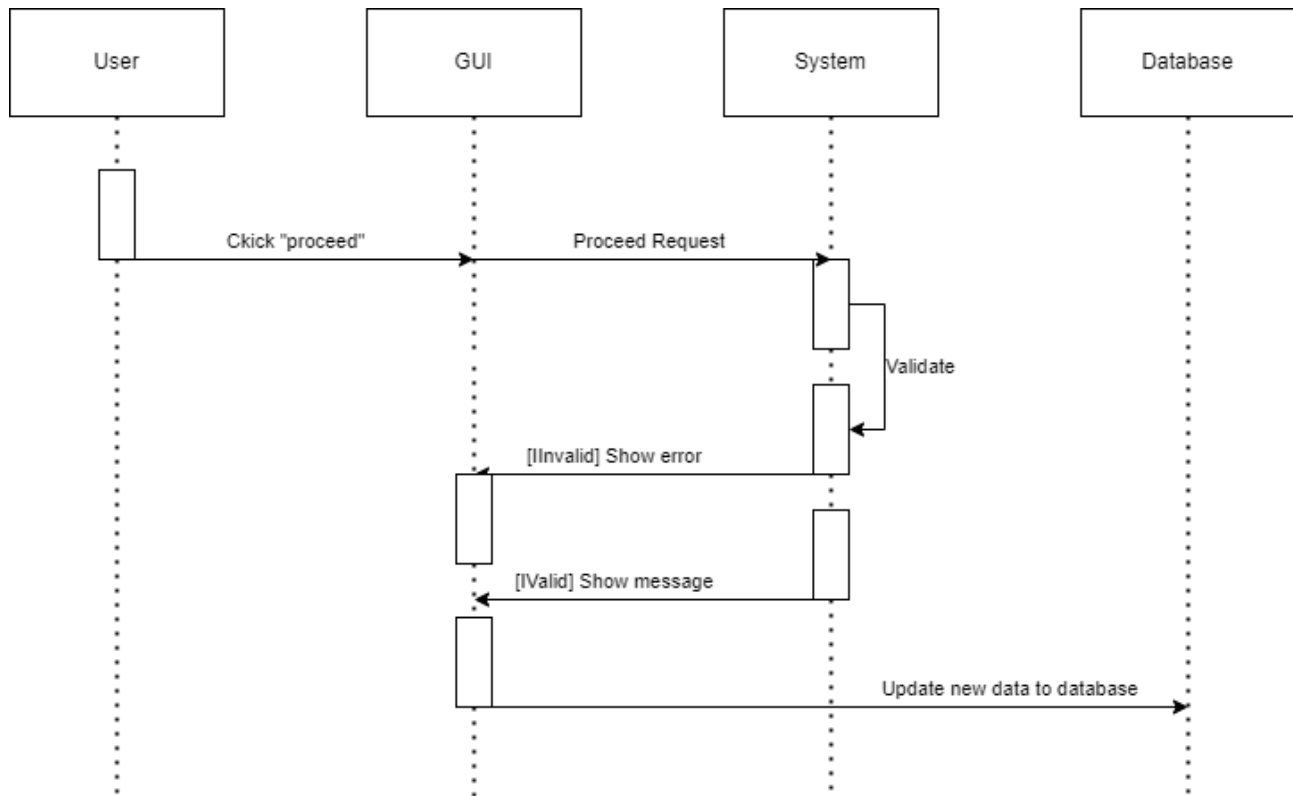 User
GUI
System
Database
Ckick "proceed"
Proceed Request
Validate
[IInvalid] Show error
[IValid] Show message
Update new data to database